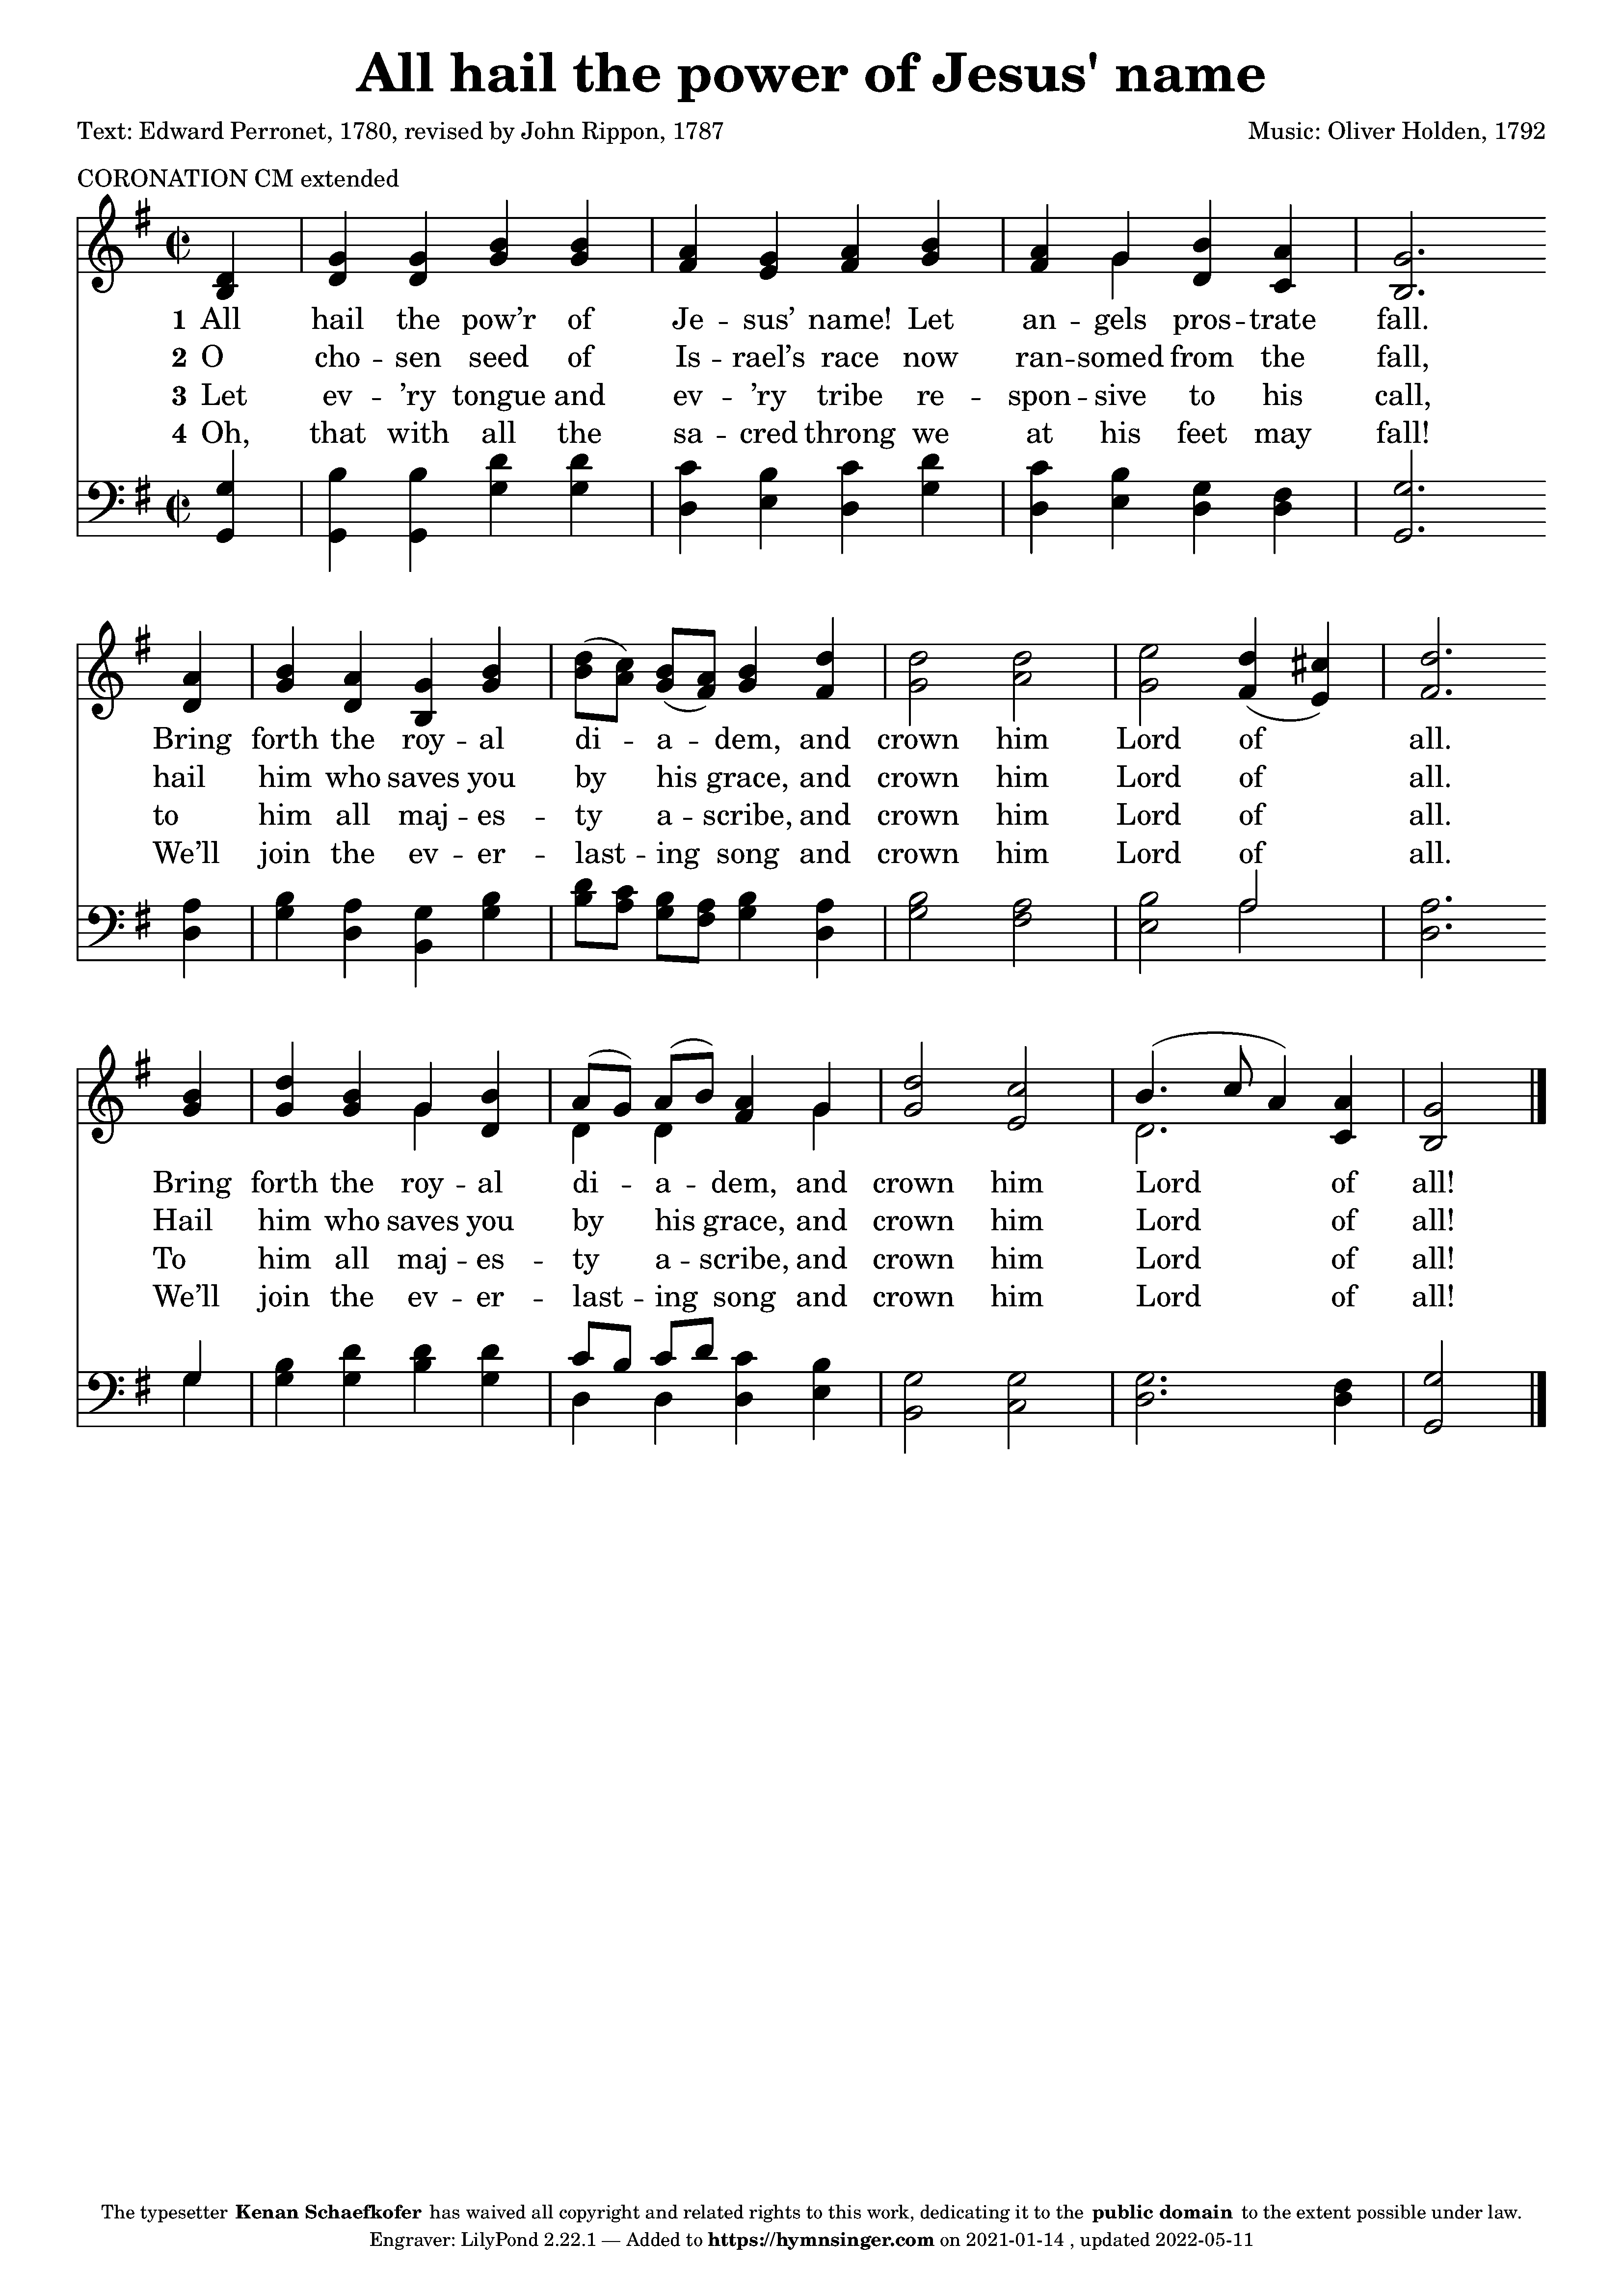 All hail the power of Jesus' name
Text: Edward Perronet, 1780, revised by John Rippon, 1787 Music: Oliver Holden, 1792
CORONATION CM extended
1 All hail the pow’r of Je -- sus’ name! Let an -- gels pros -- trate fall.
2 O cho -- sen seed of Is -- rael’s race now ran -- somed from the fall,
3 Let ev -- ’ry tongue and ev -- ’ry tribe re -- spon -- sive to his call,
4 Oh, that with all the sa -- cred throng we at his feet may fall!
Bring forth the roy -- al di -- a -- dem, and crown him Lord of all.
hail him who saves you by his grace, and crown him Lord of all.
to him all maj -- es -- ty a -- scribe, and crown him Lord of all.
We’ll join the ev -- er -- last -- ing song and crown him Lord of all.
Bring forth the roy -- al di -- a -- dem, and crown him Lord of all!
Hail him who saves you by his grace, and crown him Lord of all!
To him all maj -- es -- ty a -- scribe, and crown him Lord of all!
We’ll join the ev -- er -- last -- ing song and crown him Lord of all!
The typesetter Kenan Schaefkofer has waived all copyright and related rights to this work, dedicating it to the public domain to the extent possible under law.
Engraver: LilyPond 2.22.1 — Added to https://hymnsinger.com on 2021-01-14 , updated 2022-05-11